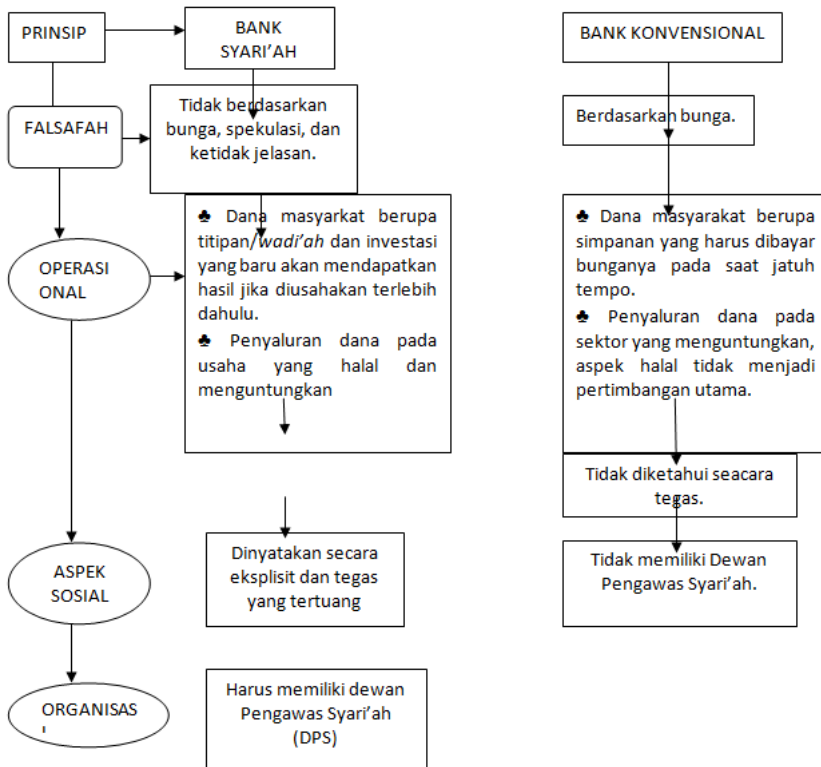 PRINSIP
BANK
SYARI’AH
BANK KONVENSIONAL
FALSAFAH
Tidak berdasarkan
bunga, spekulasi, dan
ketidak jelasan.
Berdasarkan bunga.
OPERASI
ONAL
♣ Dana masyarkat berupa
titipan/wadi’ah dan investasi
yang baru akan mendapatkan
hasil jika diusahakan terlebih
dahulu.
♣ Penyaluran dana pada
usaha yang halal dan
menguntungkan
♣ Dana masyarakat berupa
simpanan yang harus dibayar
bunganya pada saat jatuh
tempo.
♣ Penyaluran dana pada
sektor yang menguntungkan,
aspek halal tidak menjadi
pertimbangan utama.
Tidak diketahui seacara
tegas.
ASPEK
SOSIAL
Dinyatakan secara
eksplisit dan tegas
yang tertuang
Tidak memiliki Dewan
Pengawas Syari’ah.
ORGANISAS
I
Harus memiliki dewan
Pengawas Syari’ah
(DPS)